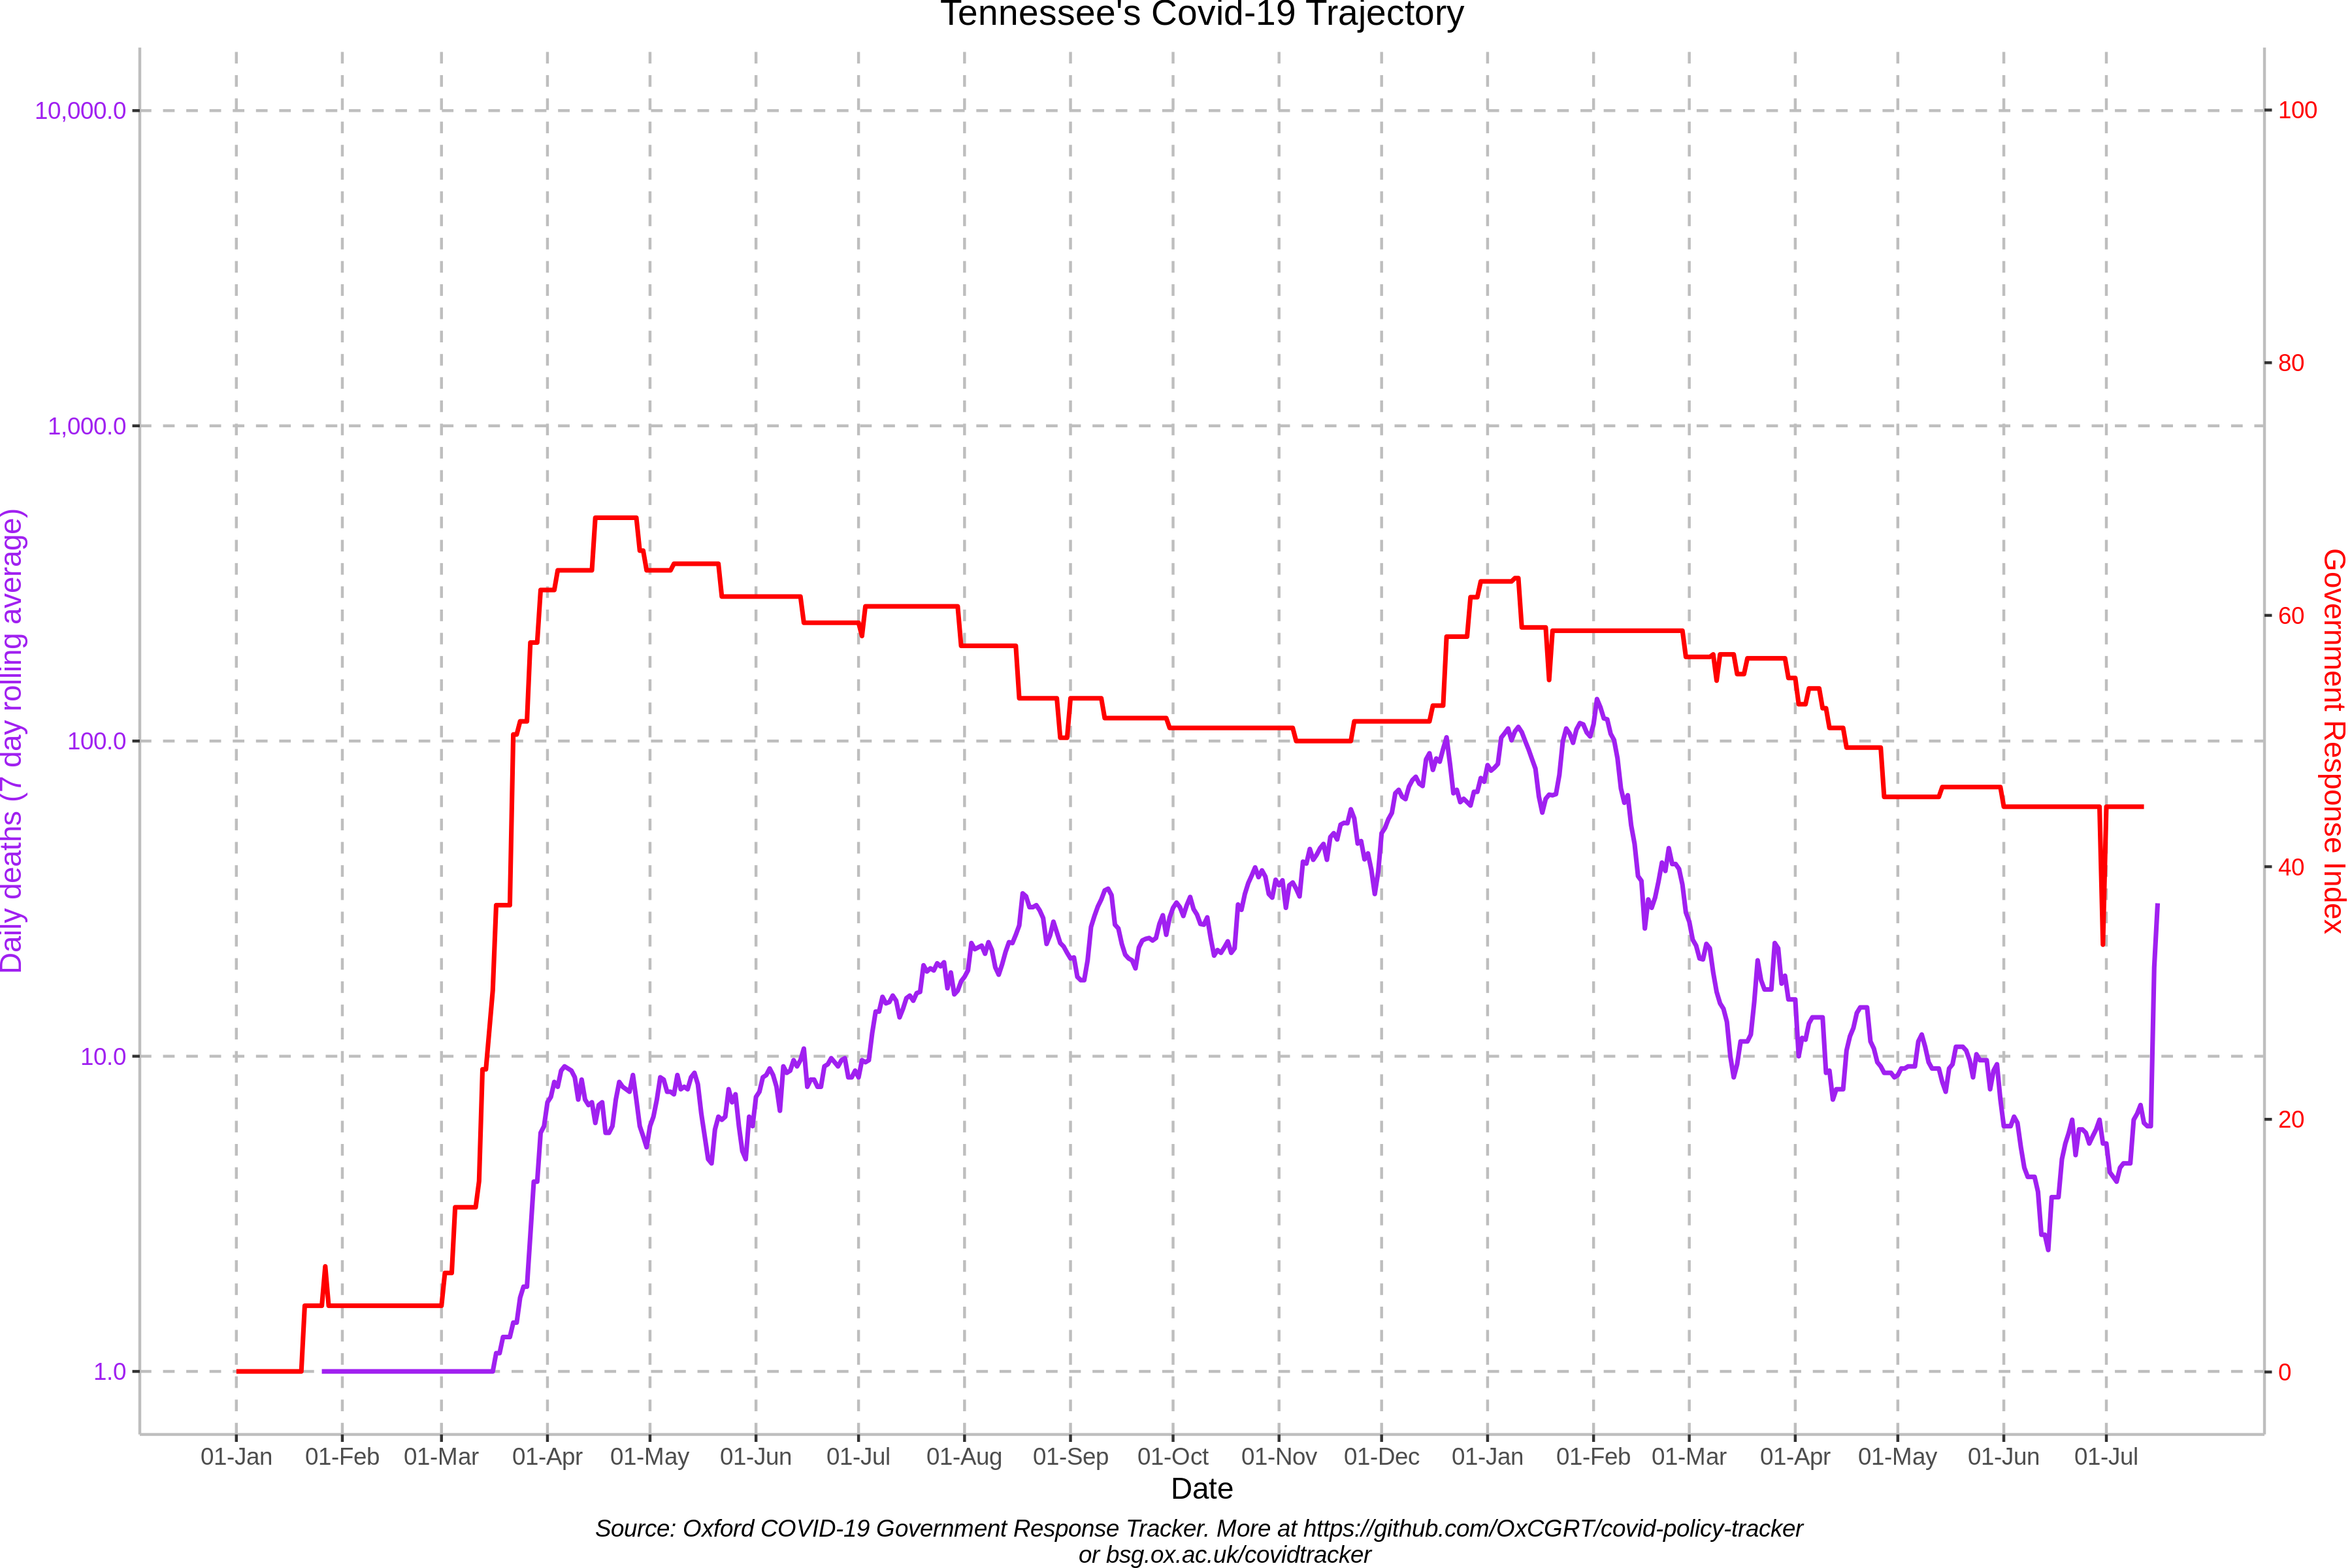 Tennessee's Covid-19 Trajectory
Daily deaths (7 day rolling average)
10,000.0
1,000.0
100.0
10.0
1.0
100
80
60
40
20
0
Government Response Index
01-Jan 01-Feb 01-Mar 01-Apr 01-May 01-Jun 01-Jul 01-Aug 01-Sep 01-Oct 01-Nov 01-Dec 01-Jan 01-Feb 01-Mar 01-Apr 01-May 01-Jun 01-Jul
Date
Source: Oxford COVID-19 Government Response Tracker. More at https://github.com/OxCGRT/covid-policy-tracker
or bsg.ox.ac.uk/covidtracker